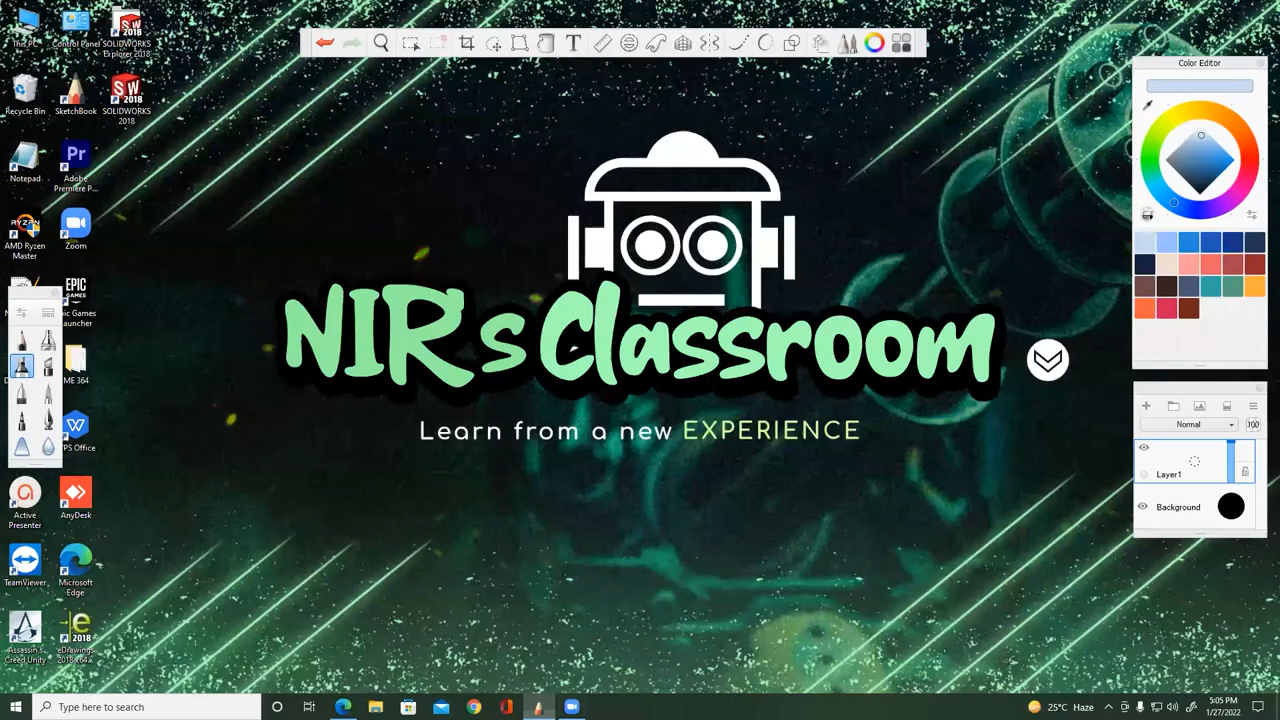 This PC
Control Panel
SOLIDWORKS
Explorer 2018
Recycle Bin
SketchBook
SOLIDWORKS
2018
Notepad
Adobe
Premiere P...
AMD Ryzen
Master
Zoom
EPIC
GAMES
Epic Games
Launcher
ME 364
WPS Office
Active
Presenter
AnyDesk
TeamViewer
Microsoft
Edge
Assassin's
Creed Unity
eDrawings
2018 x64...
NIRs Classroom
Learn from a new EXPERIENCE
Color Editor
Normal
100
Layer1
Background
Type here to search
25°C Haze
5:05 PM
1/27/2022